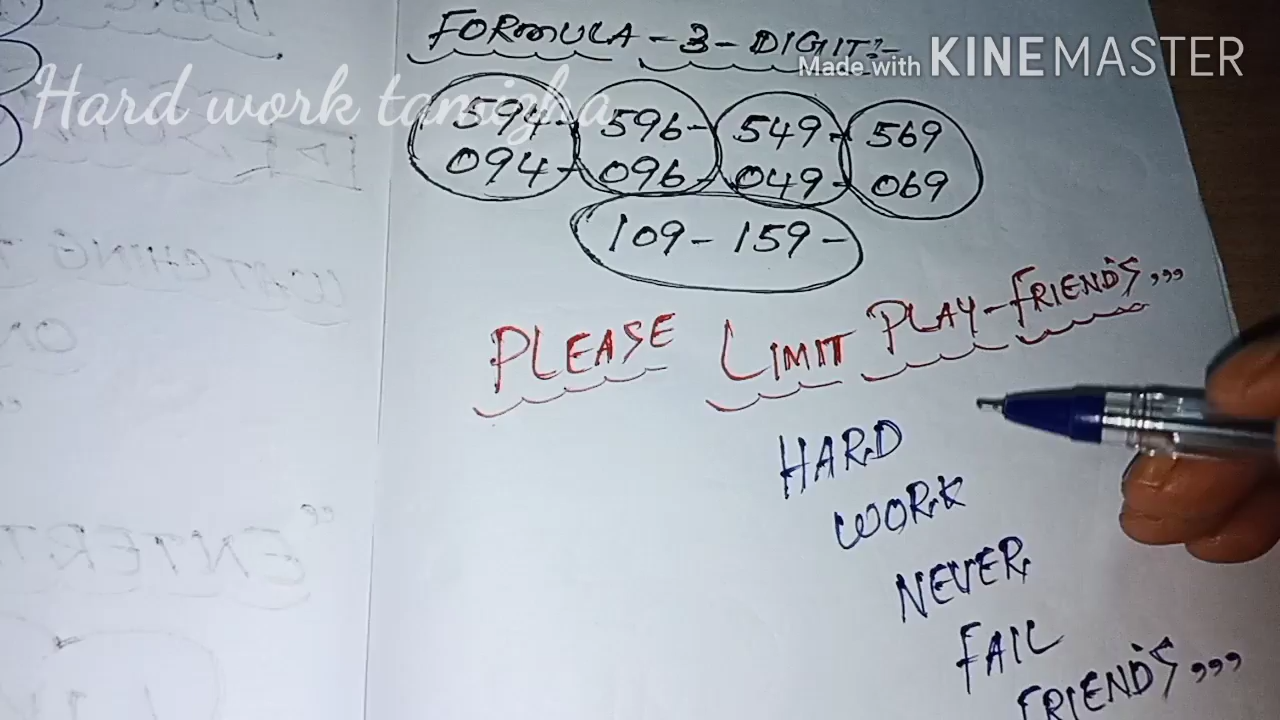 FORMULA - 3 - DIGIT:-
Made with KINEMASTER
Hard work tamizha
594 - 596 - 549 - 569
094 - 096 - 049 - 069
109 - 159 -
PLEASE LIMIT PLAY - FRIENDS,,,
HARD
WORK
NEVER
FAIL
FRIENDS,,,